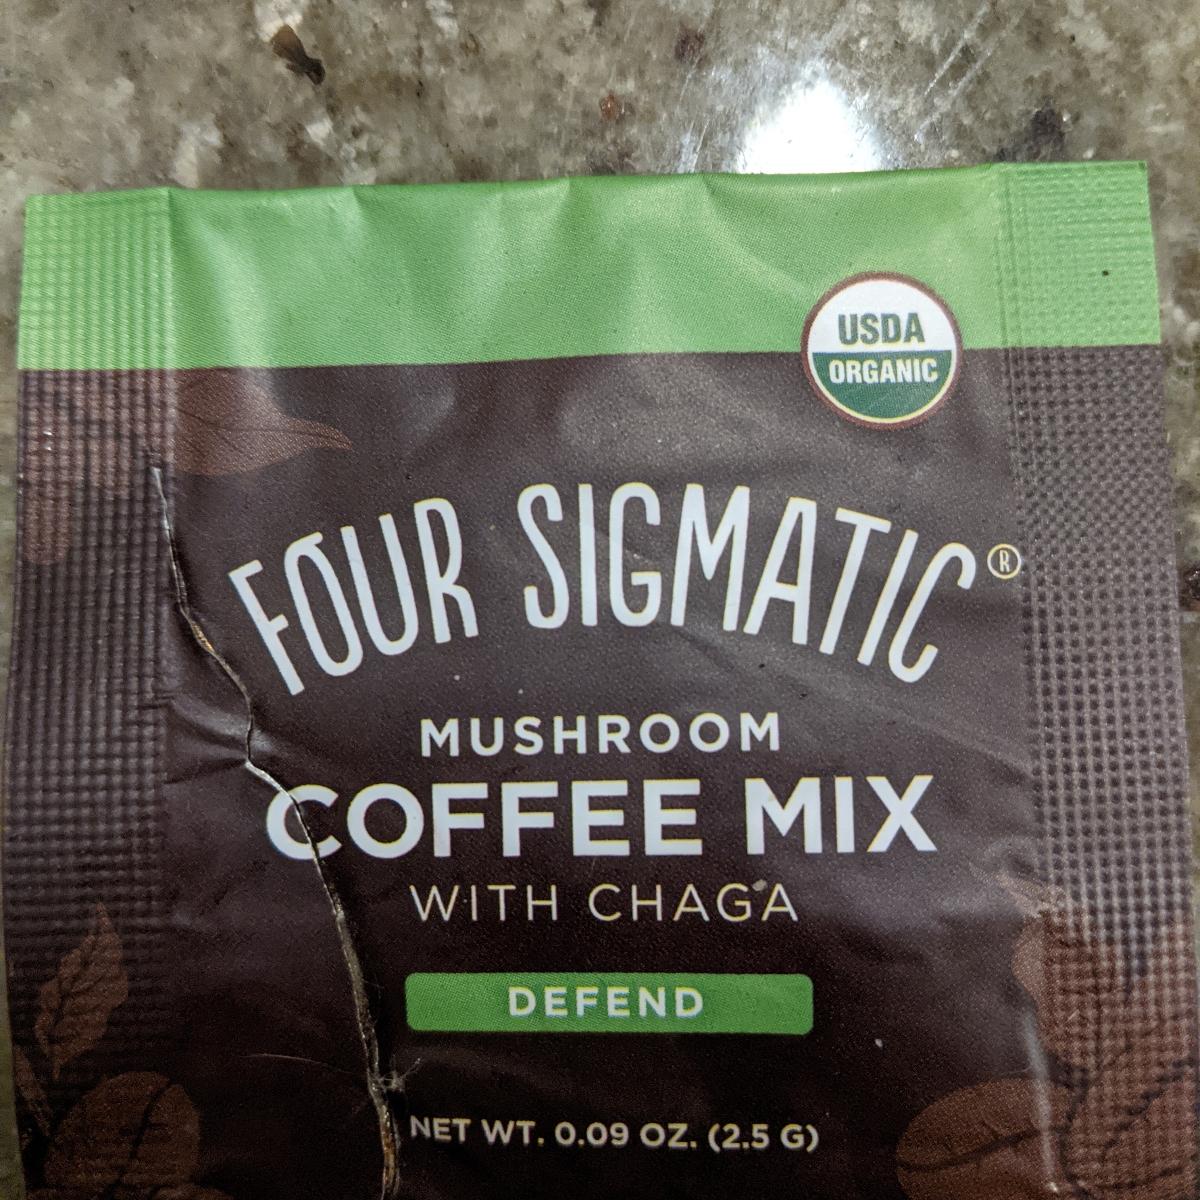 USDA
ORGANIC
FOUR SIGMATIC®
MUSHROOM
COFFEE MIX
WITH CHAGA
DEFEND
NET WT. 0.09 OZ. (2.5 G)